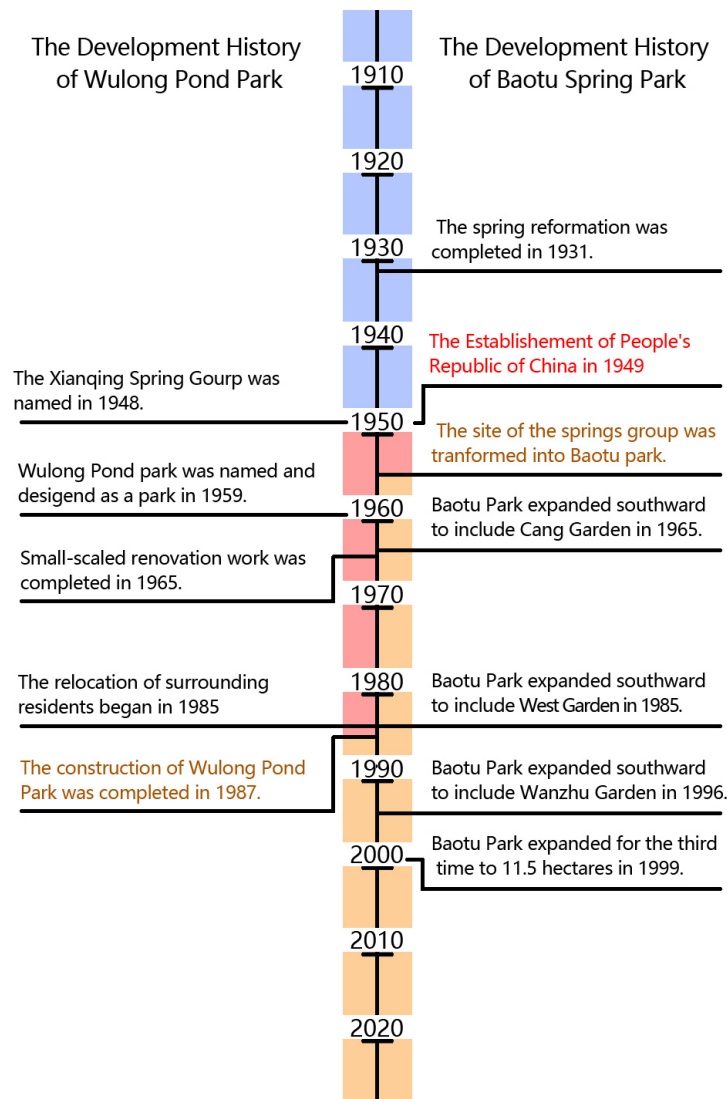 The Development History
of Wulong Pond Park
The Development History
of Baotu Spring Park
1910
1920
The spring reformation was
completed in 1931.
1930
1940
The Establishement of People's
Republic of China in 1949
The Xianqing Spring Gourp was
named in 1948.
1950
The site of the springs group was
tranformed into Baotu park.
Wulong Pond park was named and
desigend as a park in 1959.
1960
Baotu Park expanded southward
to include Cang Garden in 1965.
Small-scaled renovation work was
completed in 1965.
1970
The relocation of surrounding
residents began in 1985
1980
Baotu Park expanded southward
to include West Garden in 1985.
The construction of Wulong Pond
Park was completed in 1987.
1990
Baotu Park expanded southward
to include Wanzhu Garden in 1996.
2000
Baotu Park expanded for the third
time to 11.5 hectares in 1999.
2010
2020